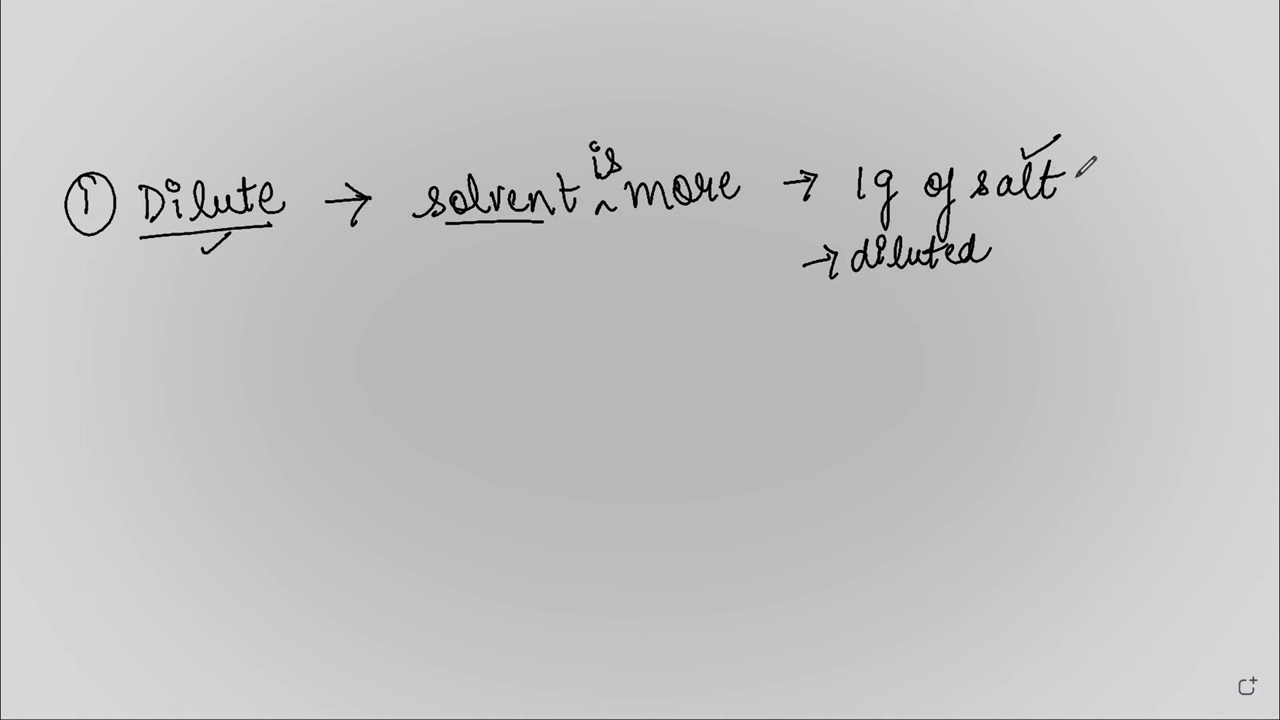 ① Dilute → solvent is more → 1g of salt
→ diluted